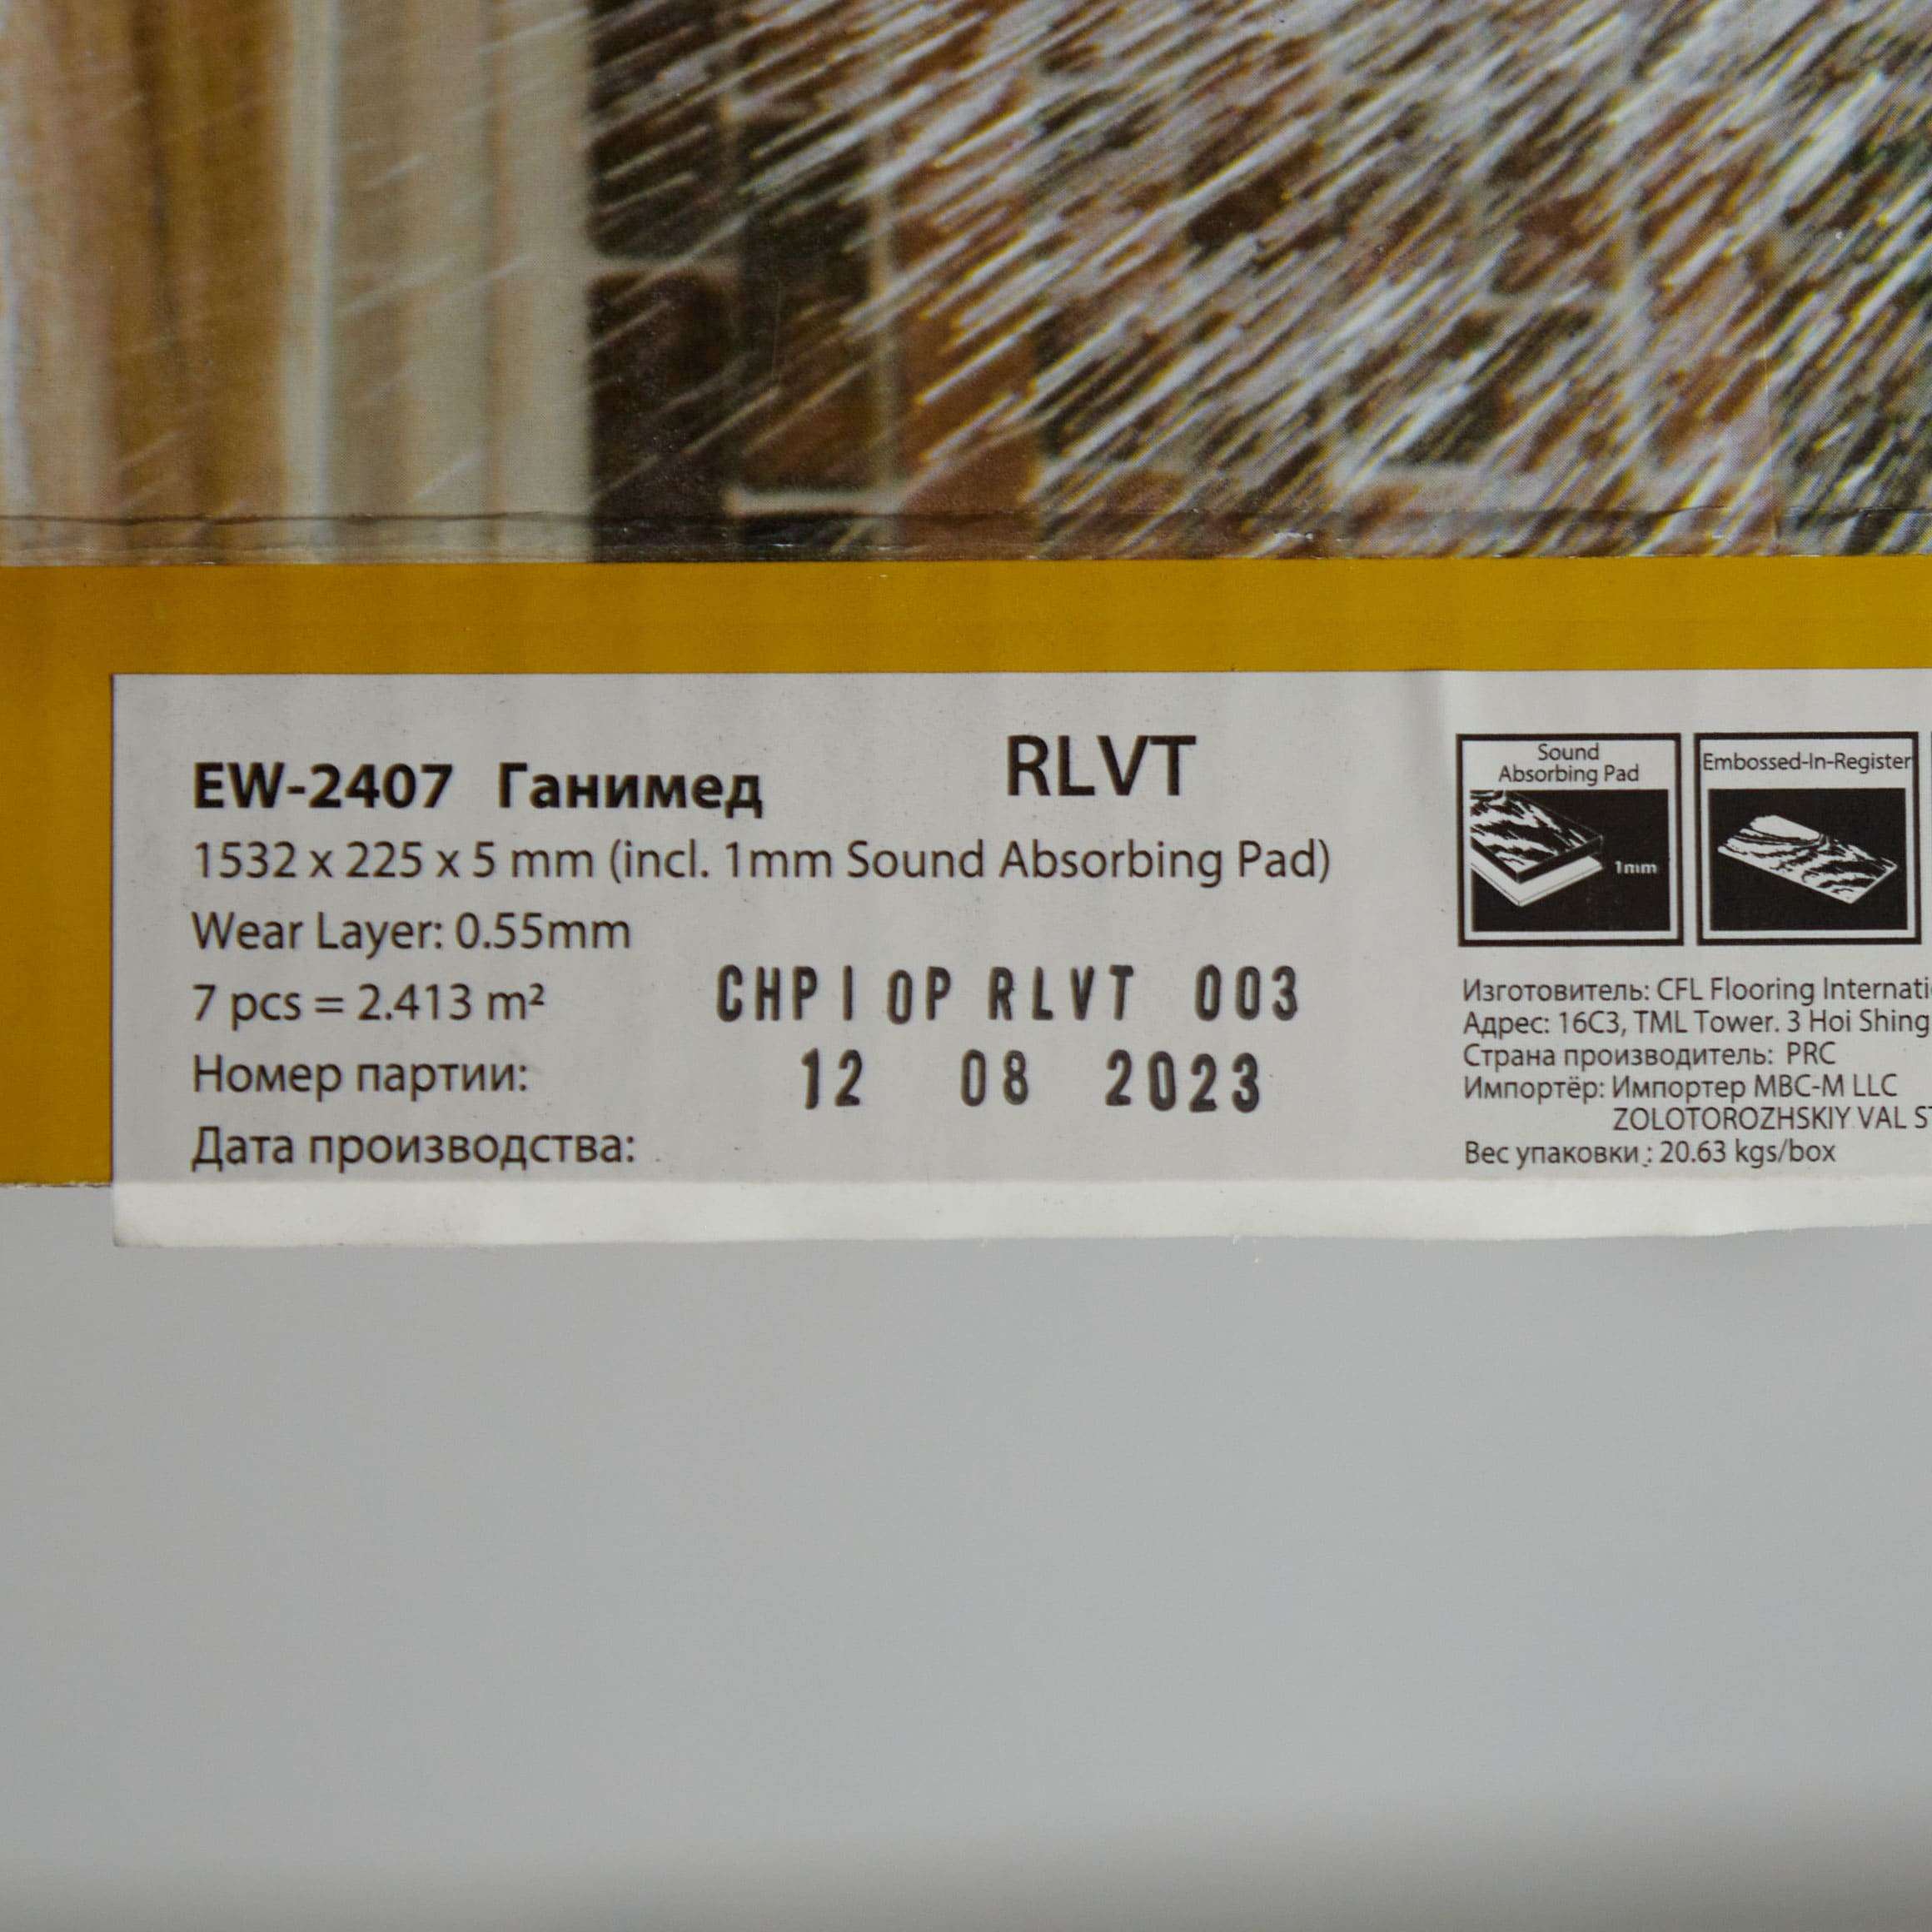 EW-2407 Ганимед RLVT
1532 x 225 x 5 mm (incl. 1mm Sound Absorbing Pad)
Wear Layer: 0.55mm
7 pcs = 2.413 m²
CHPIOP RLVT 003
Номер партии:
12 08 2023
Дата производства:
Sound
Absorbing Pad
1mm
Embossed-In-Register
Изготовитель: CFL Flooring
Адрес: 16C3, TML Tower. 3 Hoi Shing
Страна производитель: PRC
Импортёр: Импортер MBC-M LLC
ZOLOTOROZHSKIY VAL
Вес упаковки : 20.63 kgs/box